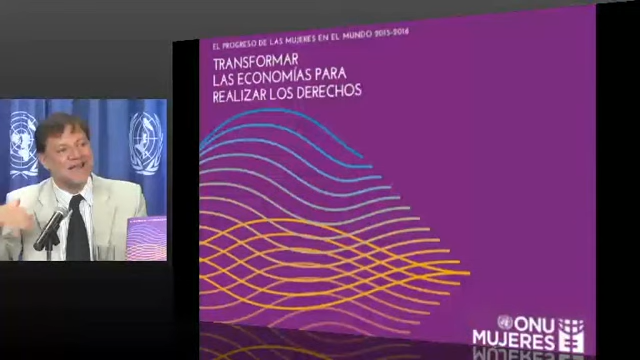 EL PROGRESO DE LAS MUJERES EN EL MUNDO 2015-2016
TRANSFORMAR
LAS ECONOMÍAS PARA
REALIZAR LOS DERECHOS
ONU
MUJERES